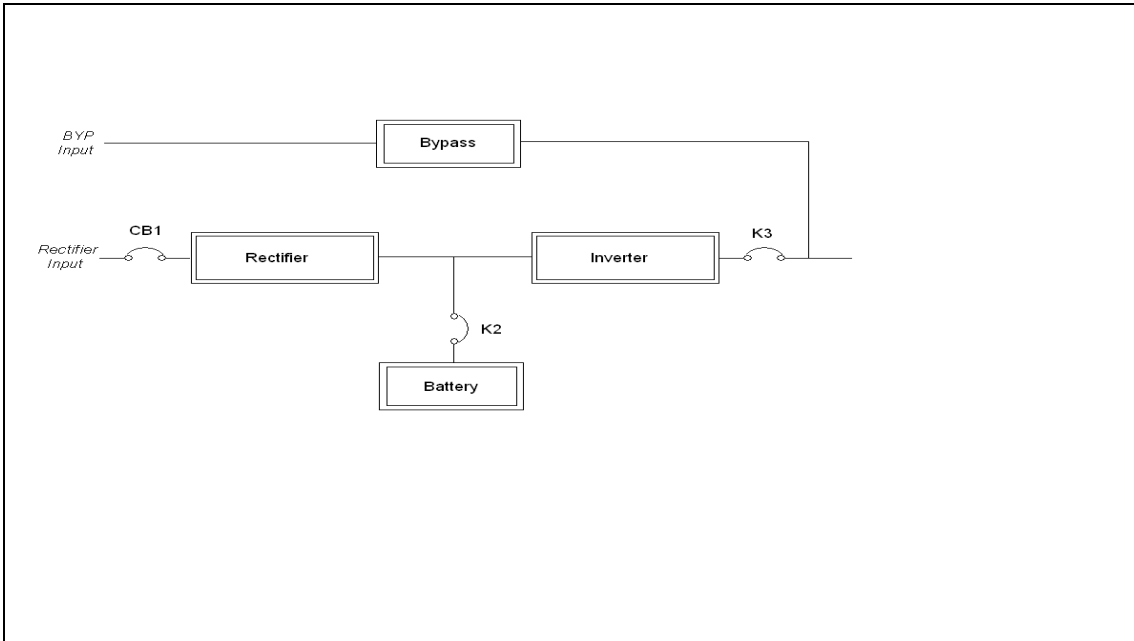 BYP
Input
Bypass
CB1
Rectifier
Input
Rectifier
Inverter
K3
K2
Battery